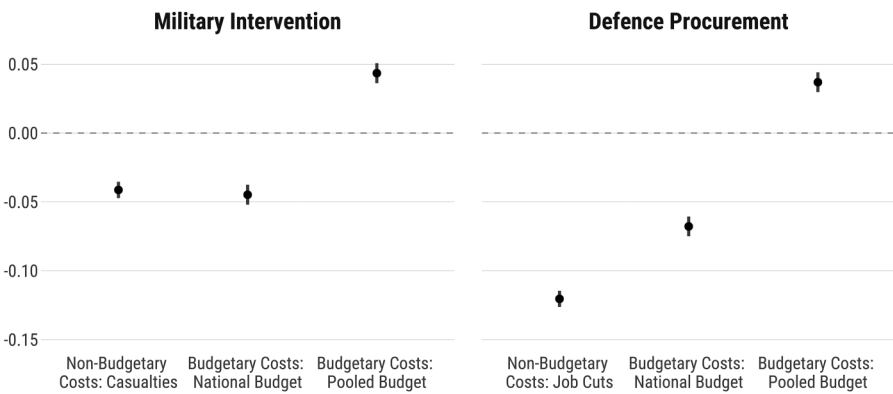 Military Intervention
Defence Procurement
0.05
0.00
-0.05
-0.10
-0.15
Non-Budgetary
Costs: Casualties
Budgetary Costs:
National Budget
Budgetary Costs:
Pooled Budget
Non-Budgetary
Costs: Job Cuts
Budgetary Costs:
National Budget
Budgetary Costs:
Pooled Budget